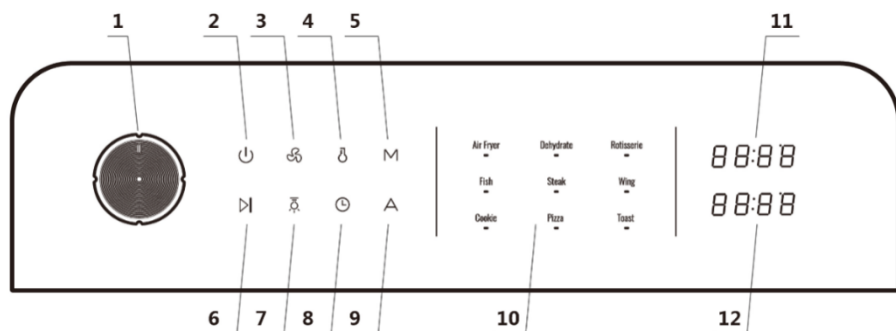 1 2 3 4 5 11
M
A
Air Fryer Dehydrate Rotisserie
Fish Steak Wing
Cookie Pizza Toast
88:88
88:88
6 7 8 9 10 12